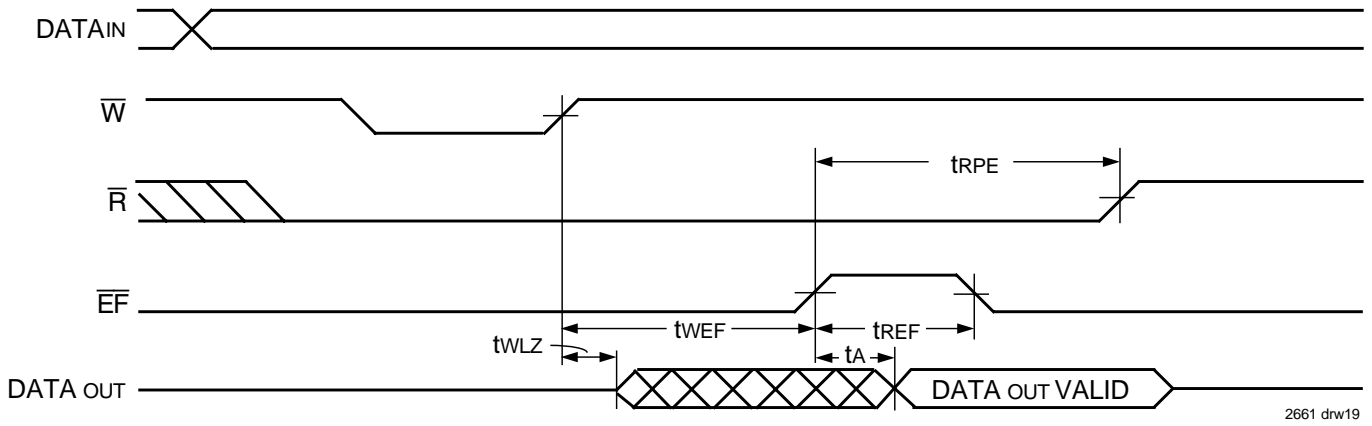 DATAIN
W
tRPE
R
EF
tWEF
tREF
tWLZ
tA
DATA OUT
DATA OUT VALID
2661 drw19